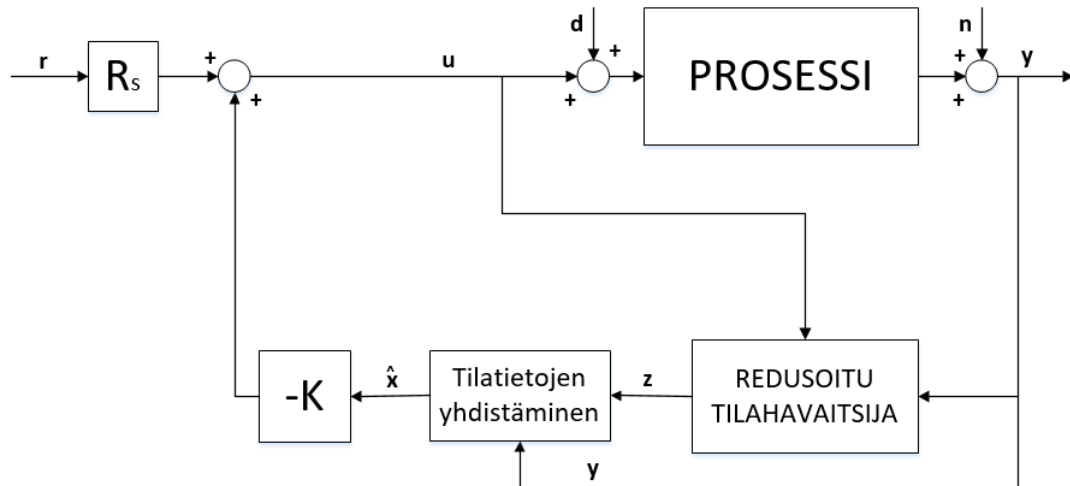 d
n
r
Rs
+
+
u
+
+
PROSESSI
+
+
y
-K
x̂
Tilatietojen
yhdistäminen
z
REDUSOITU
TILAHAVAITSIJA
y